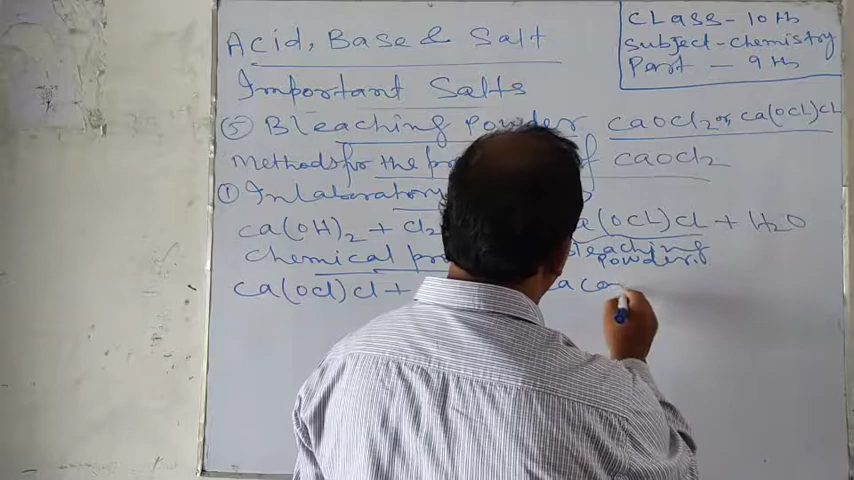 Acid, Base & Salt
CLass - 10th
Subject - chemistry
Part - 9th
Important Salts
⑤ Bleaching Powder caOCl2 or, ca(OCL)CL
Methods for the of caOCl2
① In Laboratory
ca(OH)2 + cl2 a(OCL)Cl + H2O
Chemical Bleaching Powder.
ca(OCl)Cl +